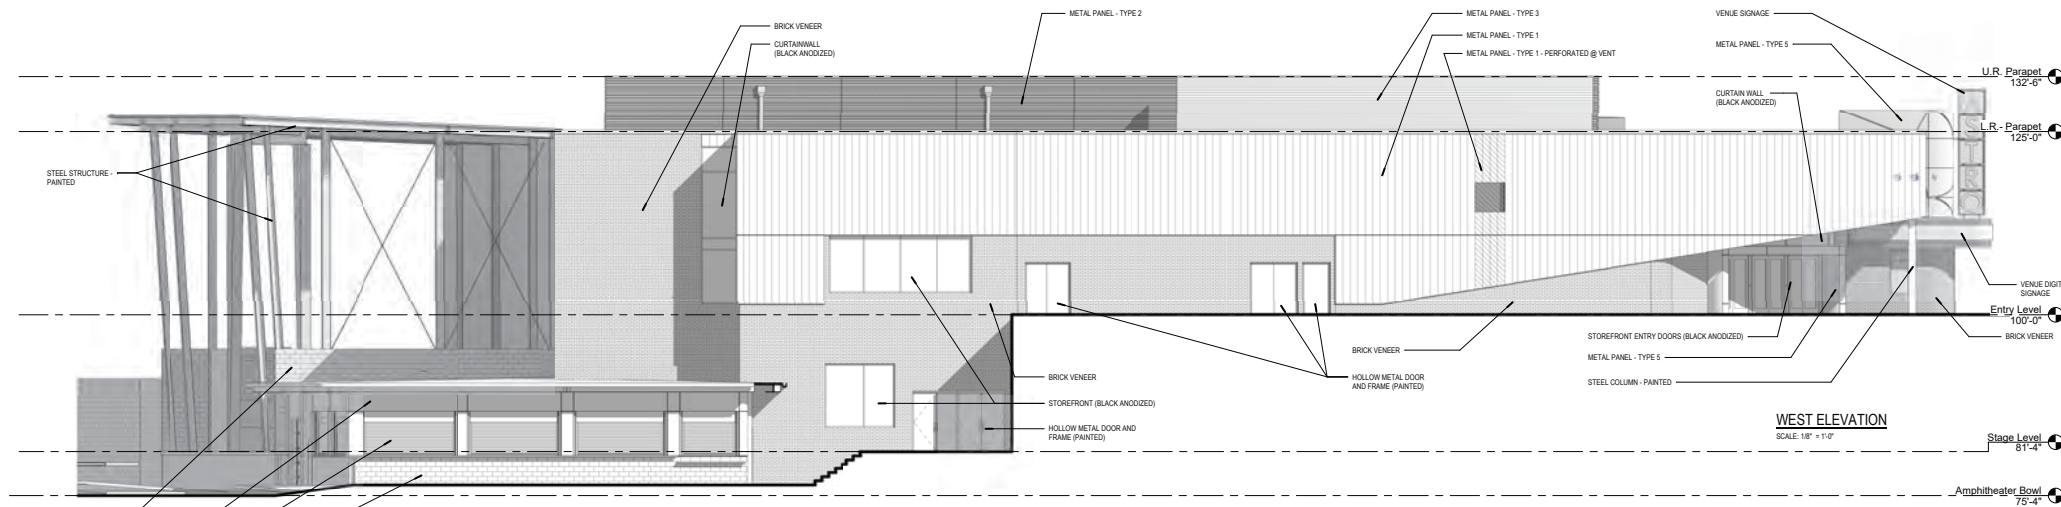 BRICK VENEER
CURTAINWALL
(BLACK ANODIZED)
METAL PANEL - TYPE 2
METAL PANEL - TYPE 3
METAL PANEL - TYPE 1
METAL PANEL - TYPE 1 - PERFORATED @ VENT
VENUE SIGNAGE
METAL PANEL - TYPE 5
CURTAIN WALL
(BLACK ANODIZED)
U.R. Parapet
132'-6"
L.R.- Parapet
125'-0"
ASTRO
STEEL STRUCTURE -
PAINTED
VENUE DIGIT
SIGNAGE
Entry Level
100'-0"
BRICK VENEER
STOREFRONT ENTRY DOORS (BLACK ANODIZED)
METAL PANEL - TYPE 5
STEEL COLUMN - PAINTED
BRICK VENEER
HOLLOW METAL DOOR
AND FRAME (PAINTED)
BRICK VENEER
STOREFRONT (BLACK ANODIZED)
HOLLOW METAL DOOR AND
FRAME (PAINTED)
WEST ELEVATION
SCALE: 1/8" = 1'-0"
Stage Level
81'-4"
Amphitheater Bowl
75'-4"